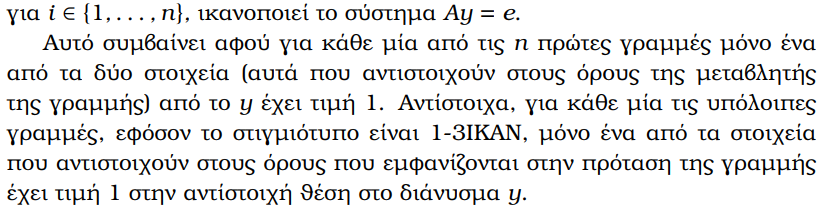 για i ∈ {1, . . . , n}, ικανοποιεί το σύστημα Ay = e.
Αυτό συμβαίνει αφού για κάθε μία από τις n πρώτες γραμμές μόνο ένα
από τα δύο στοιχεία (αυτά που αντιστοιχούν στους όρους της μεταβλητής
της γραμμής) από το y έχει τιμή 1. Αντίστοιχα, για κάθε μία τις υπόλοιπες
γραμμές, εφόσον το στιγμιότυπο είναι 1-3ΙΚΑΝ, μόνο ένα από τα στοιχεία
που αντιστοιχούν στους όρους που εμφανίζονται στην πρόταση της γραμμής
έχει τιμή 1 στην αντίστοιχή θέση στο διάνυσμα y.